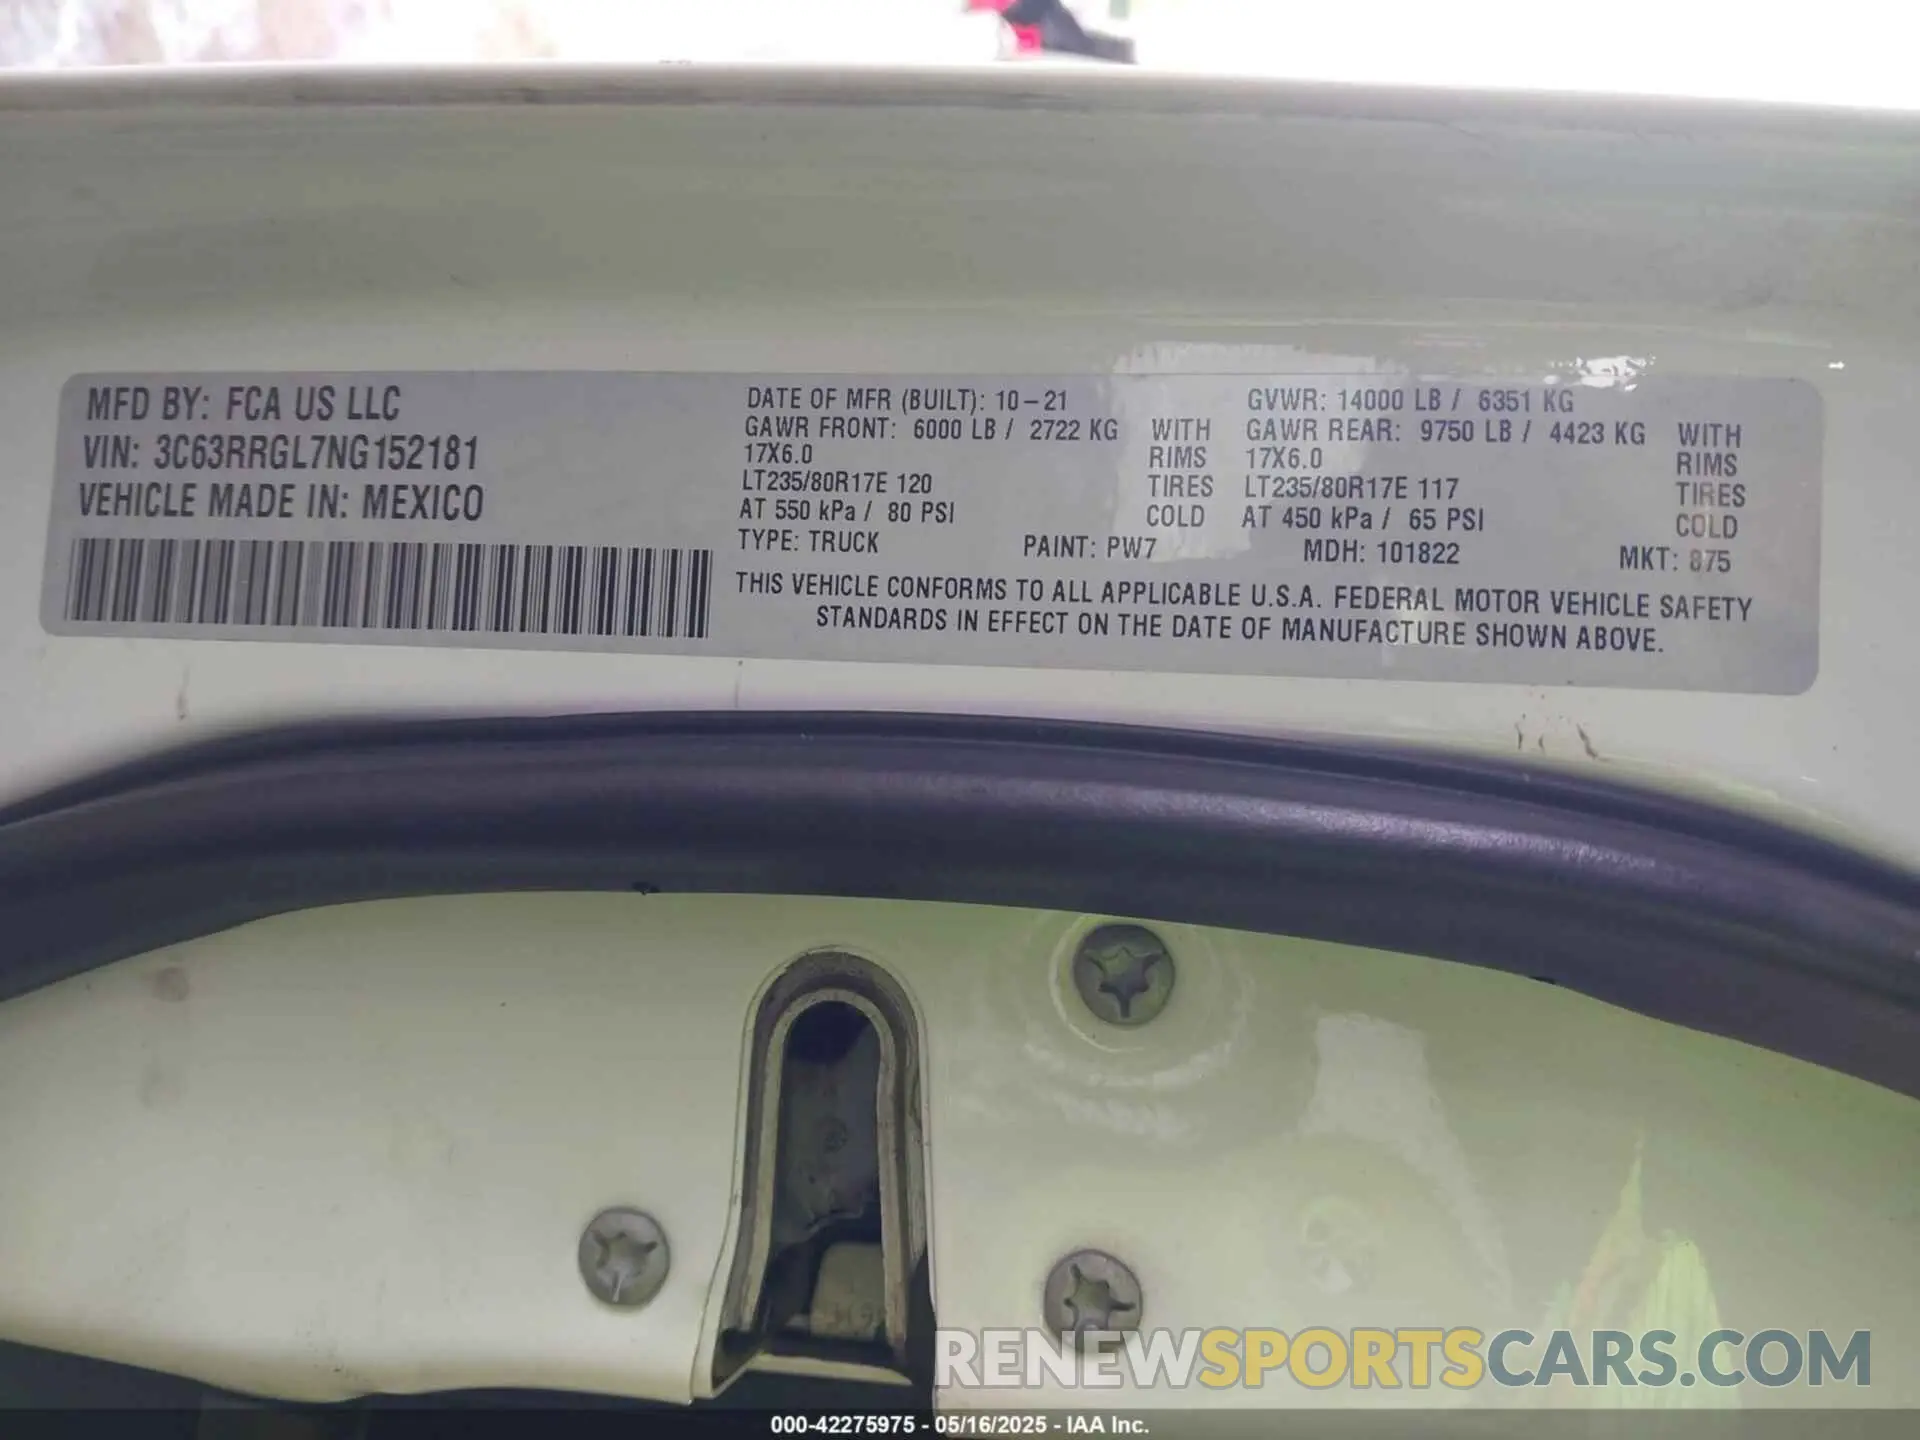 MFD BY: FCA US LLC
VIN: 3C63RRGL7NG152181
VEHICLE MADE IN: MEXICO
DATE OF MFR (BUILT): 10-21
GVWR: 14000 LB / 6351 KG
GAWR FRONT: 6000 LB / 2722 KG WITH
GAWR REAR: 9750 LB / 4423 KG WITH
17X6.0 RIMS
17X6.0 RIMS
LT235/80R17E 120 TIRES
LT235/80R17E 117 TIRES
AT 550 kPa / 80 PSI COLD
AT 450 kPa / 65 PSI COLD
TYPE: TRUCK PAINT: PW7 MDH: 101822 MKT: 875
THIS VEHICLE CONFORMS TO ALL APPLICABLE U.S.A. FEDERAL MOTOR VEHICLE SAFETY
STANDARDS IN EFFECT ON THE DATE OF MANUFACTURE SHOWN ABOVE.
RENEWSPORTSCARS.COM
000-42275975 - 05/16/2025 - IAA Inc.